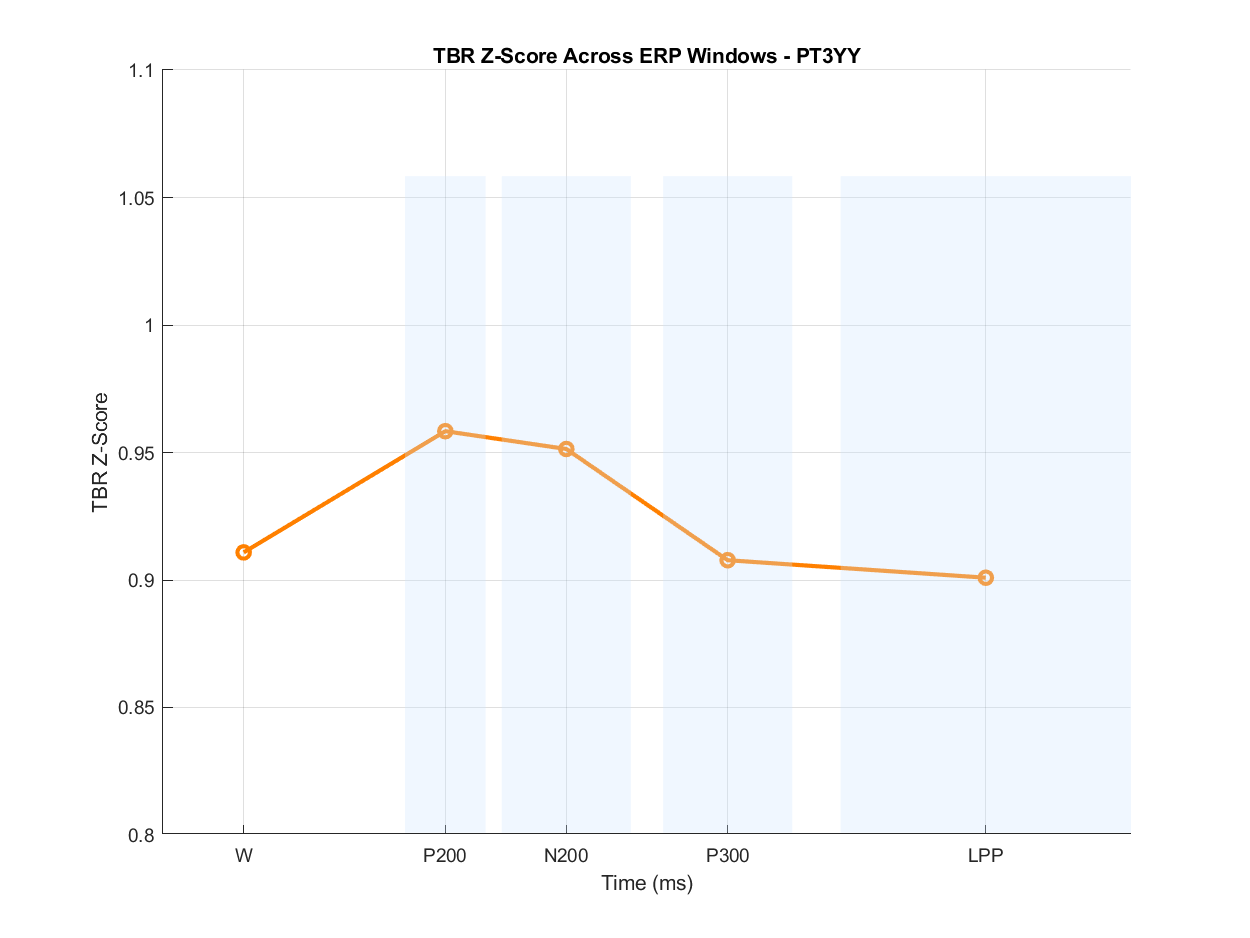 TBR Z-Score Across ERP Windows - PT3YY
1.1
1.05
1
0.95
0.9
0.85
0.8
TBR Z-Score
W P200 N200 P300 LPP
Time (ms)